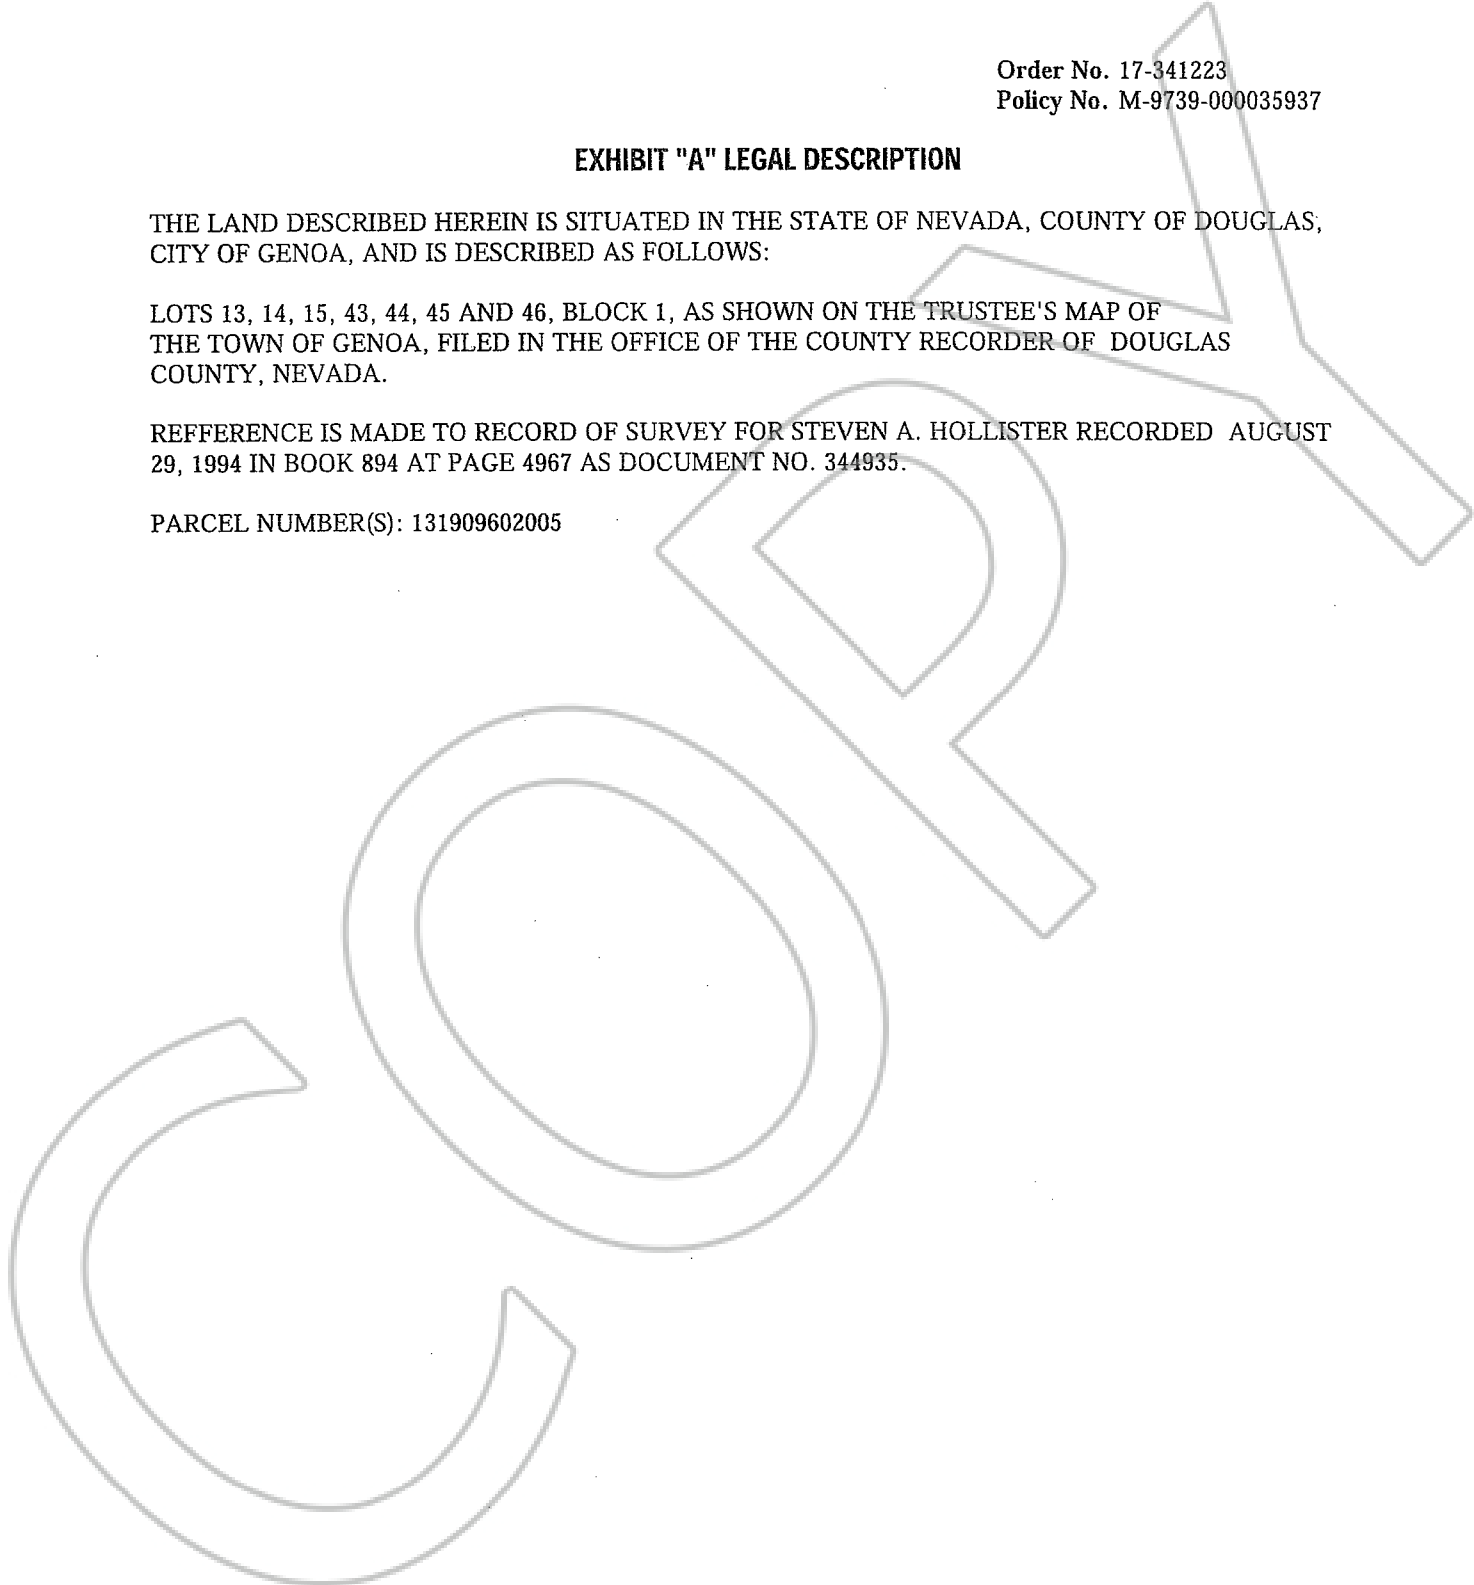 Order No. 17-341223
Policy No. M-9739-000035937
EXHIBIT "A" LEGAL DESCRIPTION
THE LAND DESCRIBED HEREIN IS SITUATED IN THE STATE OF NEVADA, COUNTY OF DOUGLAS,
CITY OF GENOA, AND IS DESCRIBED AS FOLLOWS:
LOTS 13, 14, 15, 43, 44, 45 AND 46, BLOCK 1, AS SHOWN ON THE TRUSTEE'S MAP OF
THE TOWN OF GENOA, FILED IN THE OFFICE OF THE COUNTY RECORDER OF DOUGLAS
COUNTY, NEVADA.
REFFERENCE IS MADE TO RECORD OF SURVEY FOR STEVEN A. HOLLISTER RECORDED AUGUST
29, 1994 IN BOOK 894 AT PAGE 4967 AS DOCUMENT NO. 344935.
PARCEL NUMBER(S): 131909602005
COPY